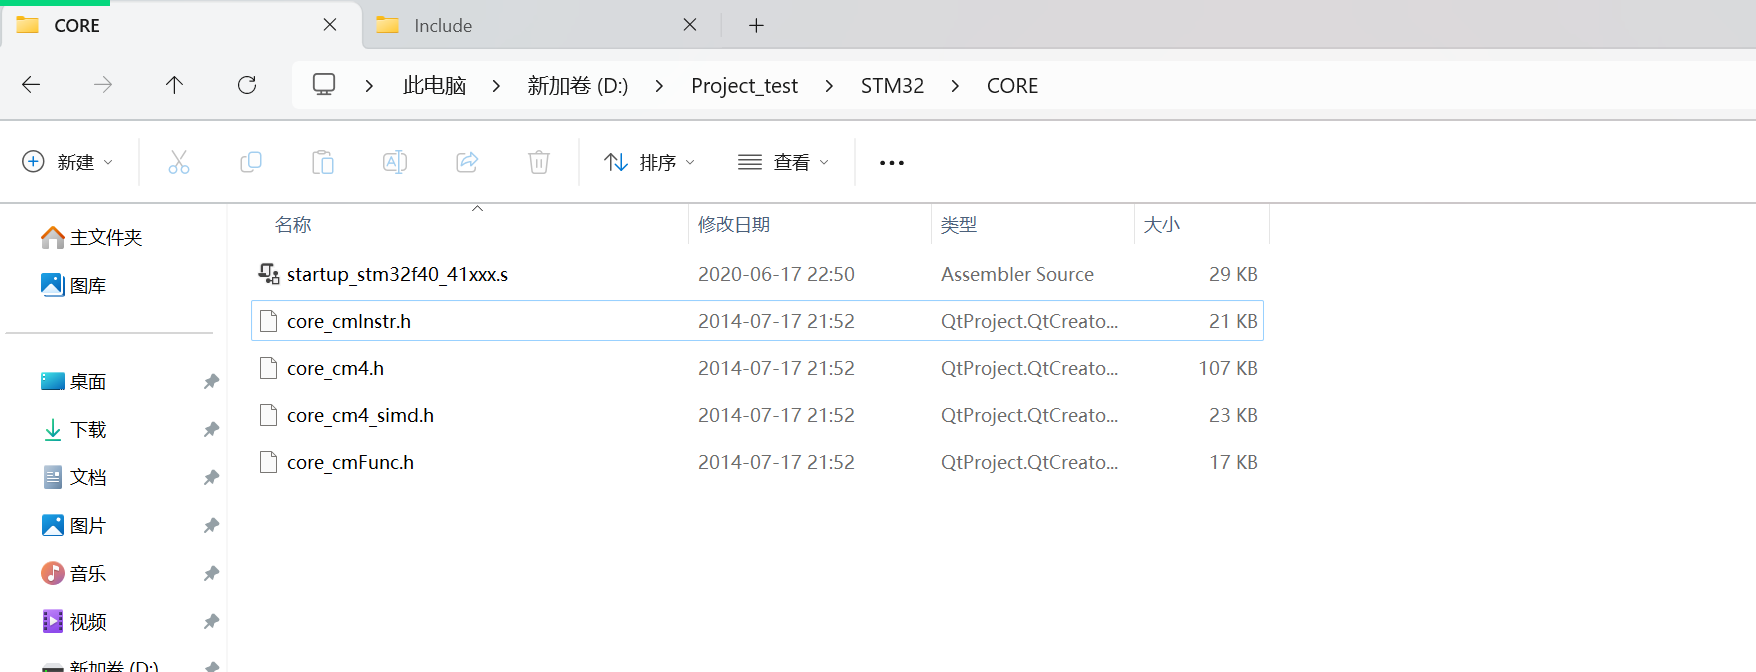 CORE
Include
此电脑 > 新加卷 (D:) > Project_test > STM32 > CORE
新建
排序
查看
名称 修改日期 类型 大小
startup_stm32f40_41xxx.s 2020-06-17 22:50 Assembler Source 29 KB
core_cmInstr.h 2014-07-17 21:52 QtProject.QtCreato... 21 KB
core_cm4.h 2014-07-17 21:52 QtProject.QtCreato... 107 KB
core_cm4_simd.h 2014-07-17 21:52 QtProject.QtCreato... 23 KB
core_cmFunc.h 2014-07-17 21:52 QtProject.QtCreato... 17 KB
主文件夹
图库
桌面
下载
文档
图片
音乐
视频
新加卷 (D:)